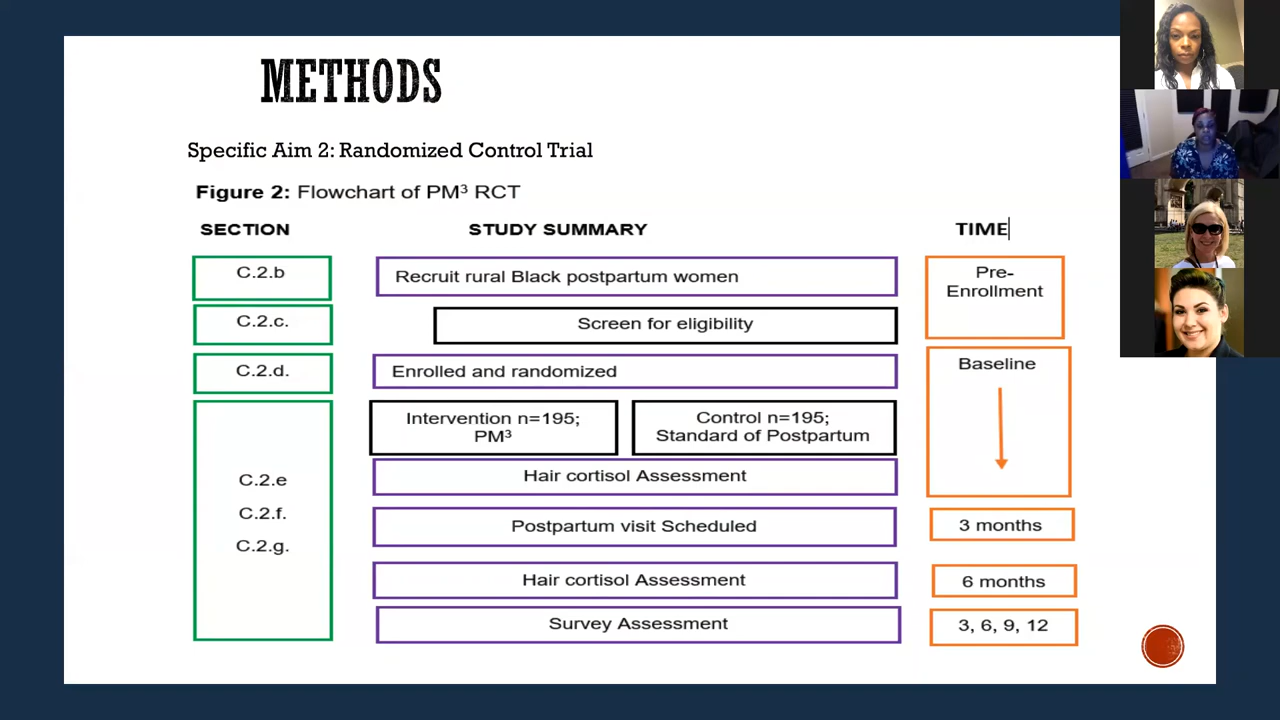 METHODS
Specific Aim 2: Randomized Control Trial
Figure 2: Flowchart of PM³ RCT
SECTION STUDY SUMMARY TIME
C.2.b Recruit rural Black postpartum women Pre-
Enrollment
C.2.c. Screen for eligibility
C.2.d. Enrolled and randomized Baseline
Intervention n=195; Control n=195;
PM³ Standard of Postpartum
C.2.e Hair cortisol Assessment
C.2.f. Postpartum visit Scheduled 3 months
C.2.g.
Hair cortisol Assessment 6 months
Survey Assessment 3, 6, 9, 12